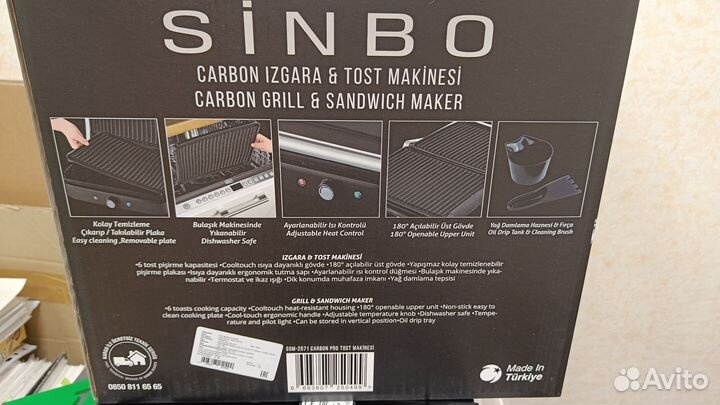 SİNBO
CARBON IZGARA & TOST MAKİNESİ
CARBON GRILL & SANDWICH MAKER
Kolay Temizleme
Çıkarıp / Takılabilir Plaka
Easy cleaning ,Removable plate
Bulaşık Makinesinde
Yıkanabilir
Dishwasher Safe
Ayarlanabilir Isı Kontrolü
Adjustable Heat Control
180° Açılabilir Üst Gövde
180° Openable Upper Unit
Yağ Damlama Haznesi & Fırça
Oil Drip Tank & Cleaning Brush
IZGARA & TOST MAKİNESİ
•6 tost pişirme kapasitesi •Cooltouch ısıya dayanıklı gövde •180° açılabilir üst gövde •Yapışmaz kolay temizlenebilir
pişirme plakası •Isıya dayanıklı ergonomik tutma sapı •Ayarlanabilir ısı kontrol düğmesi •Bulaşık makinesinde yıka-
nabilir •Termostat ve ikaz ışığı •Dik konumda muhafaza imkanı •Yağ damlama tepsisi
GRILL & SANDWICH MAKER
•6 toasts cooking capacity •Cooltouch heat-resistant housing •180° openable upper unit •Non-stick easy to
clean cooking plate •Cool-touch ergonomic handle •Adjustable temperature knob •Dishwasher safe •Tempe-
rature and pilot light •Can be stored in vertical position •Oil drip tray
SSM-2571 CARBON PRO TOST MAKİNESİ
8 693807 250499 >
0850 811 65 65
Made In
Türkiye
Avito